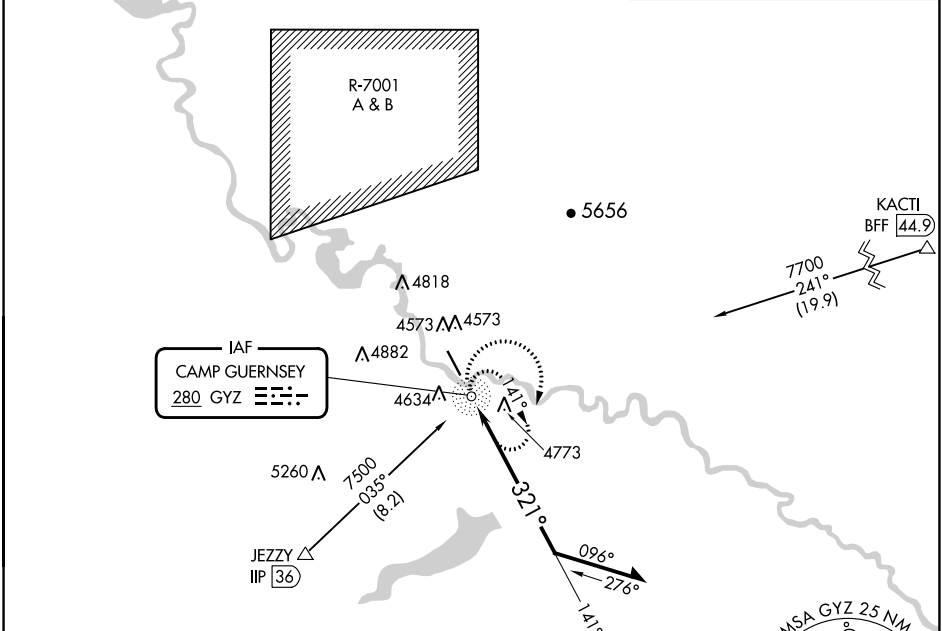 R-7001
A & B
5656
KACTI
BFF 44.9
7700
241°
(19.9)
4818
4573 4573
4882
IAF
CAMP GUERNSEY
280 GYZ
4634
141°
4773
5260
7500
035°
(8.2)
321°
JEZZY
IIP 36
096°
276°
141°
MSA GYZ 25 NM